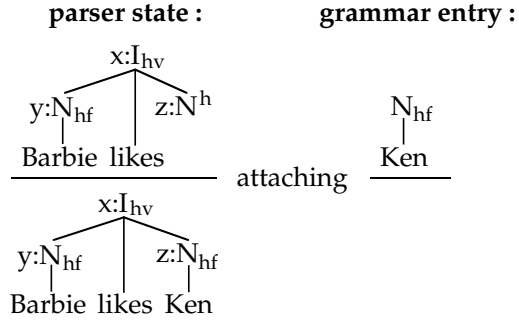 parser state : grammar entry :
x:I_hv
y:N_hf z:N^h N_hf
Barbie likes Ken
attaching
x:I_hv
y:N_hf z:N_hf
Barbie likes Ken